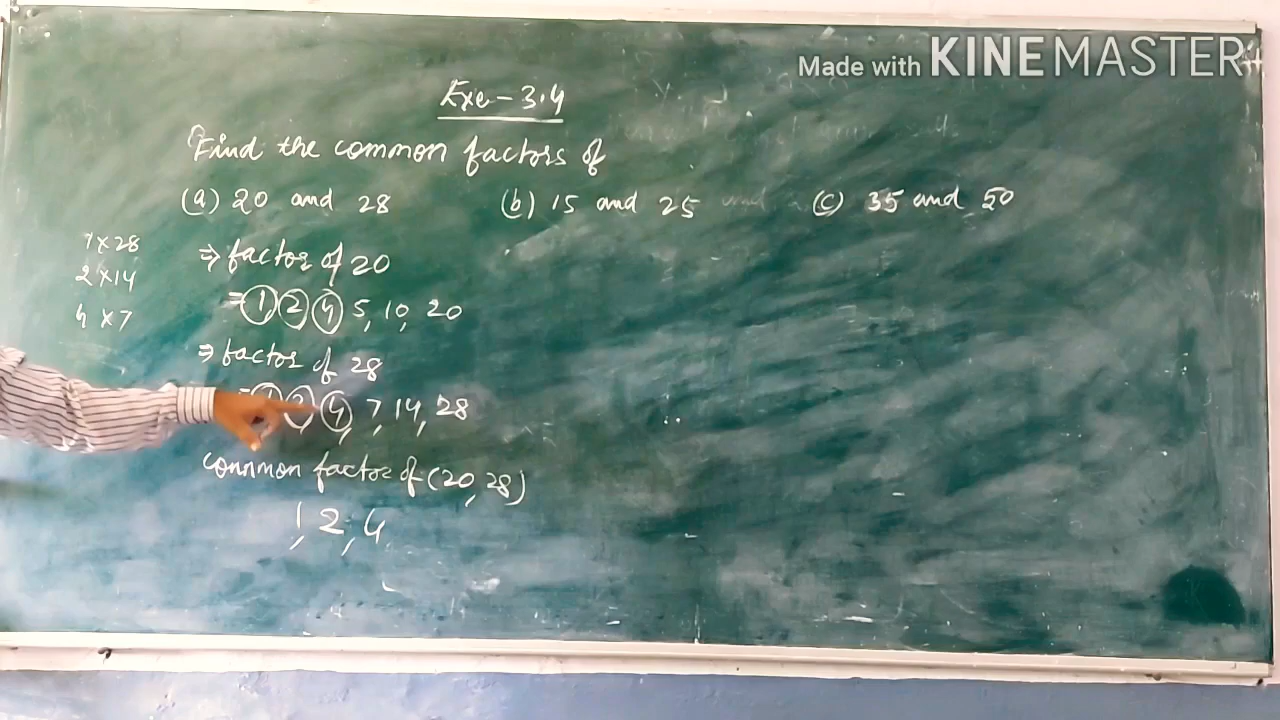 Made with KINEMASTER
Exe - 3.4
Find the common factors of
(a) 20 and 28 (b) 15 and 25 (c) 35 and 50
1 x 28
2 x 14
4 x 7
⇒ factor of 20
= 1 2 4 5, 10, 20
⇒ factor of 28
= 1 2, 4, 7, 14, 28
common factor of (20, 28)
1, 2, 4